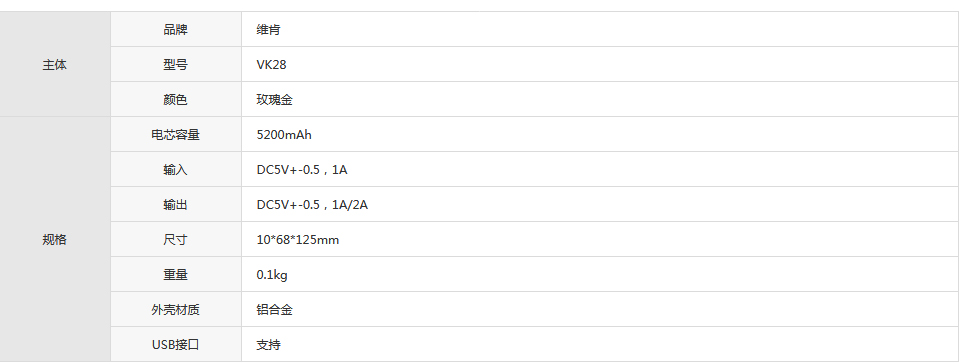 主体
品牌 维肯
型号 VK28
颜色 玫瑰金
规格
电芯容量 5200mAh
输入 DC5V+-0.5，1A
输出 DC5V+-0.5，1A/2A
尺寸 10*68*125mm
重量 0.1kg
外壳材质 铝合金
USB接口 支持